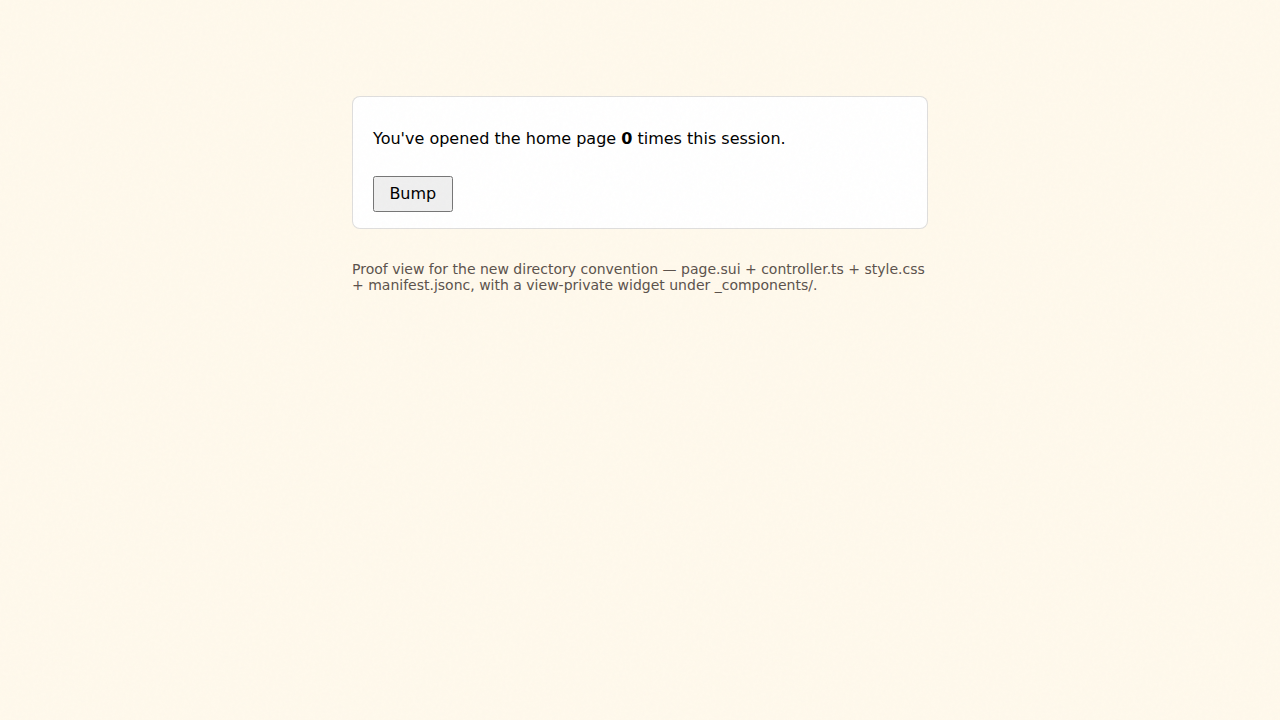 You've opened the home page 0 times this session.
Bump
Proof view for the new directory convention — page.sui + controller.ts + style.css
+ manifest.jsonc, with a view-private widget under _components/.